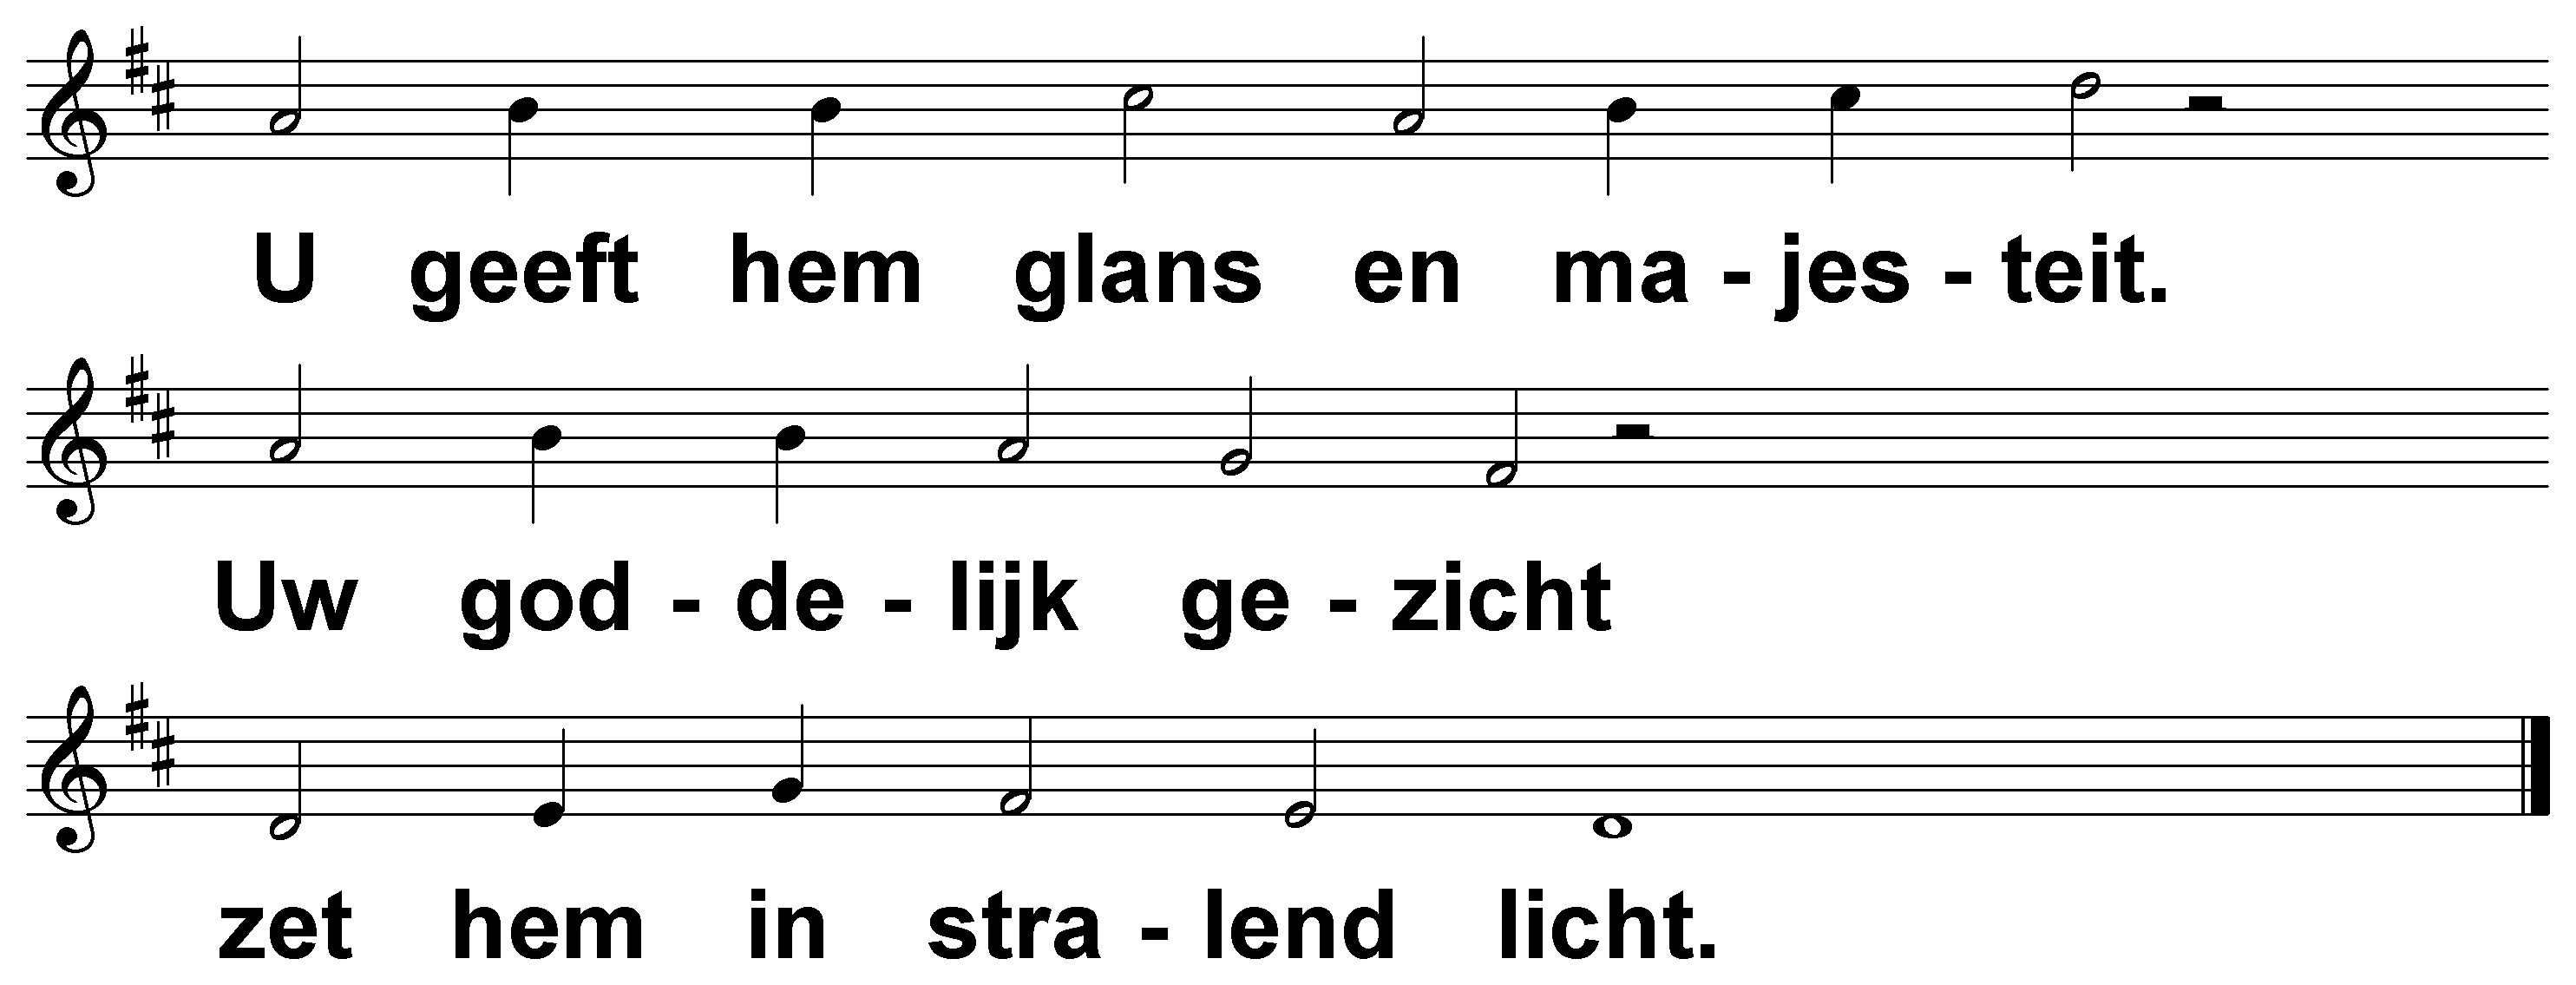 U geeft hem glans en ma - jes - teit.
Uw god - de - lijk ge - zicht
zet hem in stra - lend licht.